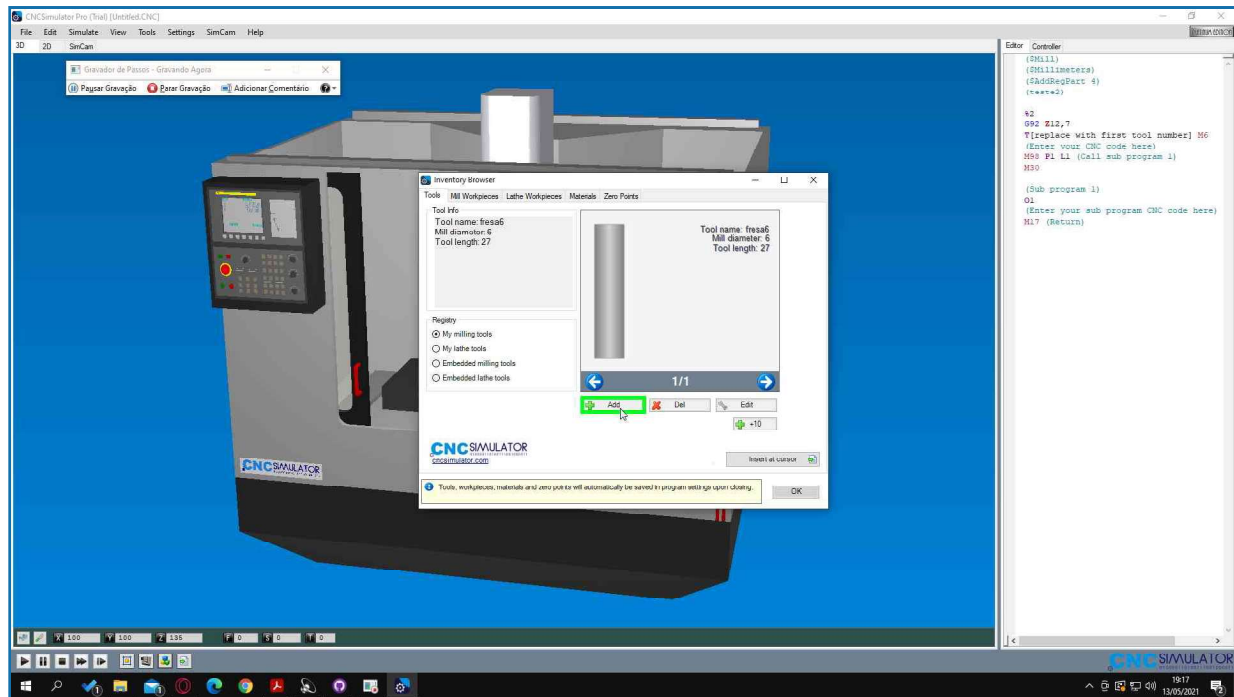 CNCSimulator Pro (Trial) [Untitled.CNC]
File Edit Simulate View Tools Settings SimCam Help
3D 2D SimCam
Gravador de Passos - Gravando Agora
Pausar Gravação Parar Gravação Adicionar Comentário
Inventory Browser
Tools Mill Workpieces Lathe Workpieces Materials Zero Points
Tool Info
Tool name: fresa6
Mill diameter: 6
Tool length: 27
Tool name: fresa6
Mill diameter: 6
Tool length: 27
Registry
My milling tools
My lathe tools
Embedded milling tools
Embedded lathe tools
1/1
Add Del Edit
+10
CNCSIMULATOR
cncsimulator.com
Insert at cursor
Tools, workpieces, materials and zero points will automatically be saved in program settings upon closing.
OK
CNCSIMULATOR
Editor Controller
($Mill)
($Millimeters)
($AddRegPart 4)
(teste2)
%2
G92 Z12,7
T[replace with first tool number] M6
(Enter your CNC code here)
M98 P1 L1 (Call sub program 1)
M30
(Sub program 1)
O1
(Enter your sub program CNC code here)
M17 (Return)
X 100 Y 100 Z 135 F 0 S 0 T 0
CNCSIMULATOR
19:17
13/05/2021